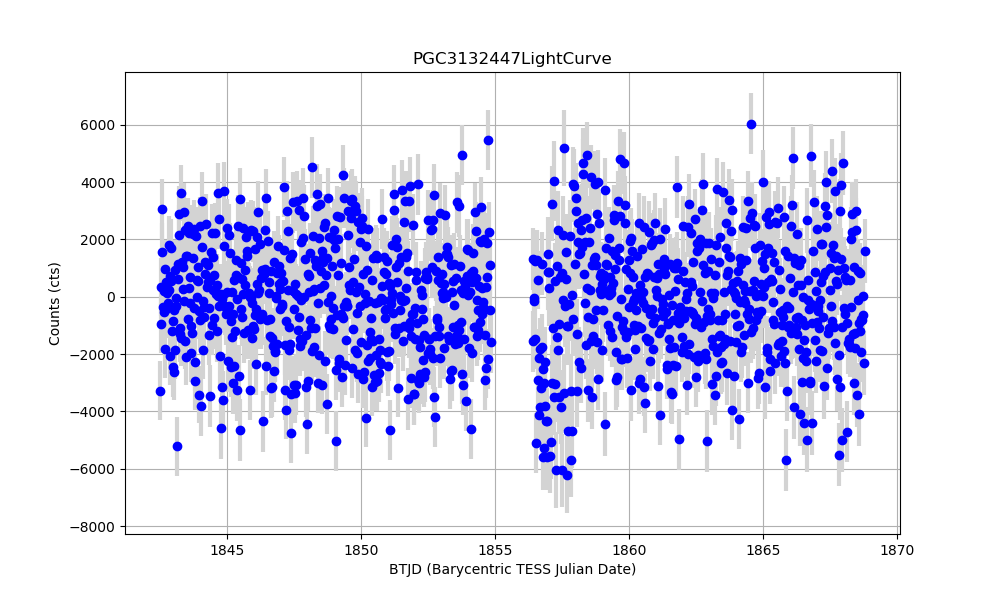 PGC3132447LightCurve
Counts (cts)
6000
4000
2000
0
−2000
−4000
−6000
−8000
1845 1850 1855 1860 1865 1870
BTJD (Barycentric TESS Julian Date)